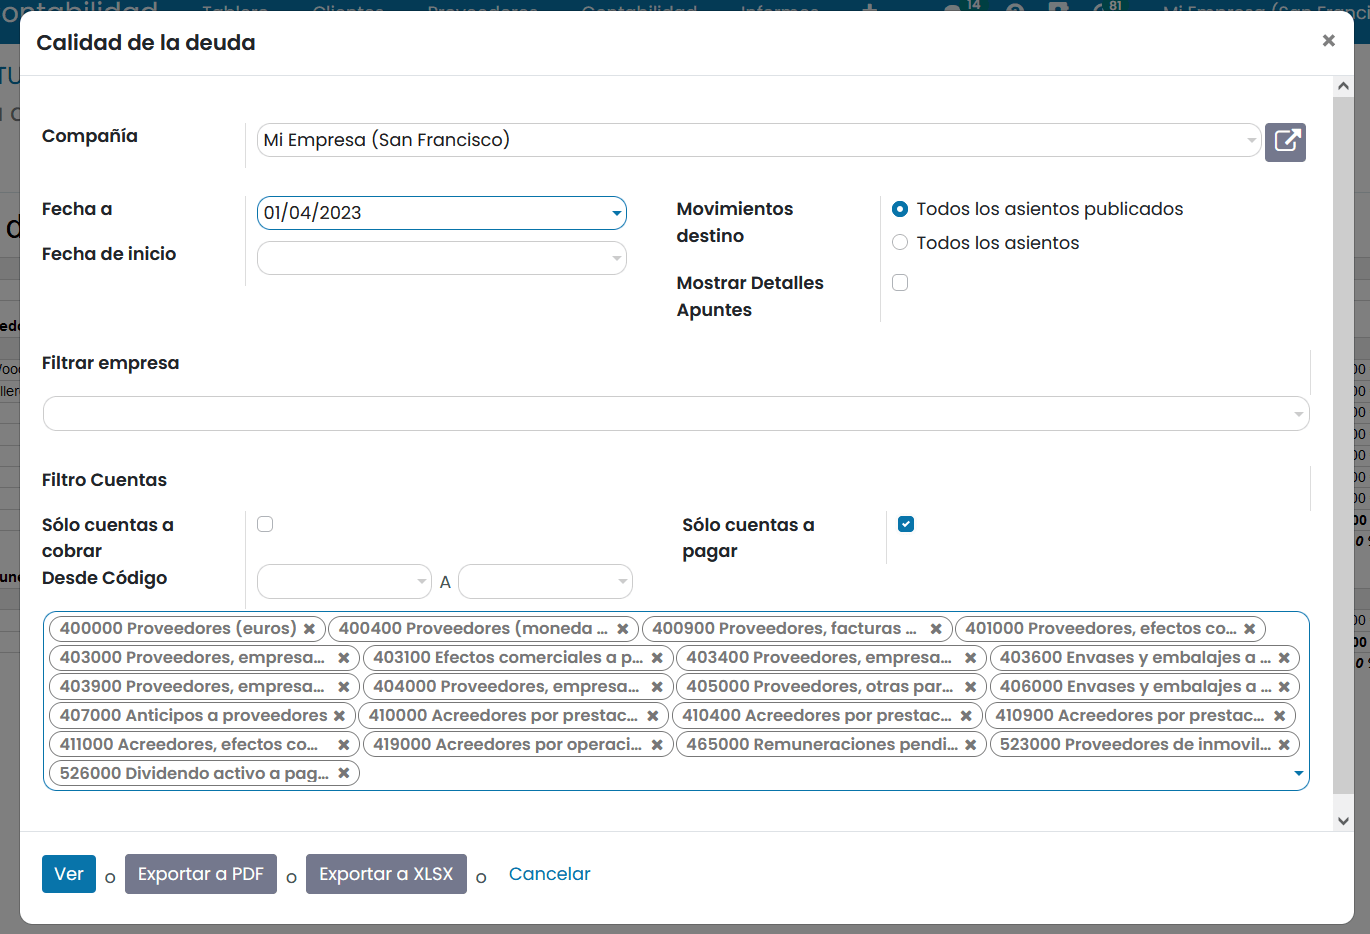 Calidad de la deuda
Compañía
Mi Empresa (San Francisco)
Fecha a
01/04/2023
Movimientos destino
Todos los asientos publicados
Todos los asientos
Fecha de inicio
Mostrar Detalles Apuntes
Filtrar empresa
Filtro Cuentas
Sólo cuentas a cobrar
Sólo cuentas a pagar
Desde Código
A
400000 Proveedores (euros)
400400 Proveedores (moneda ...
400900 Proveedores, facturas ...
401000 Proveedores, efectos co...
403000 Proveedores, empresa...
403100 Efectos comerciales a p...
403400 Proveedores, empresa...
403600 Envases y embalajes a ...
403900 Proveedores, empresa...
404000 Proveedores, empresa...
405000 Proveedores, otras par...
406000 Envases y embalajes a ...
407000 Anticipos a proveedores
410000 Acreedores por prestac...
410400 Acreedores por prestac...
410900 Acreedores por prestac...
411000 Acreedores, efectos co...
419000 Acreedores por operaci...
465000 Remuneraciones pendi...
523000 Proveedores de inmovil...
526000 Dividendo activo a pag...
Ver o Exportar a PDF o Exportar a XLSX o Cancelar